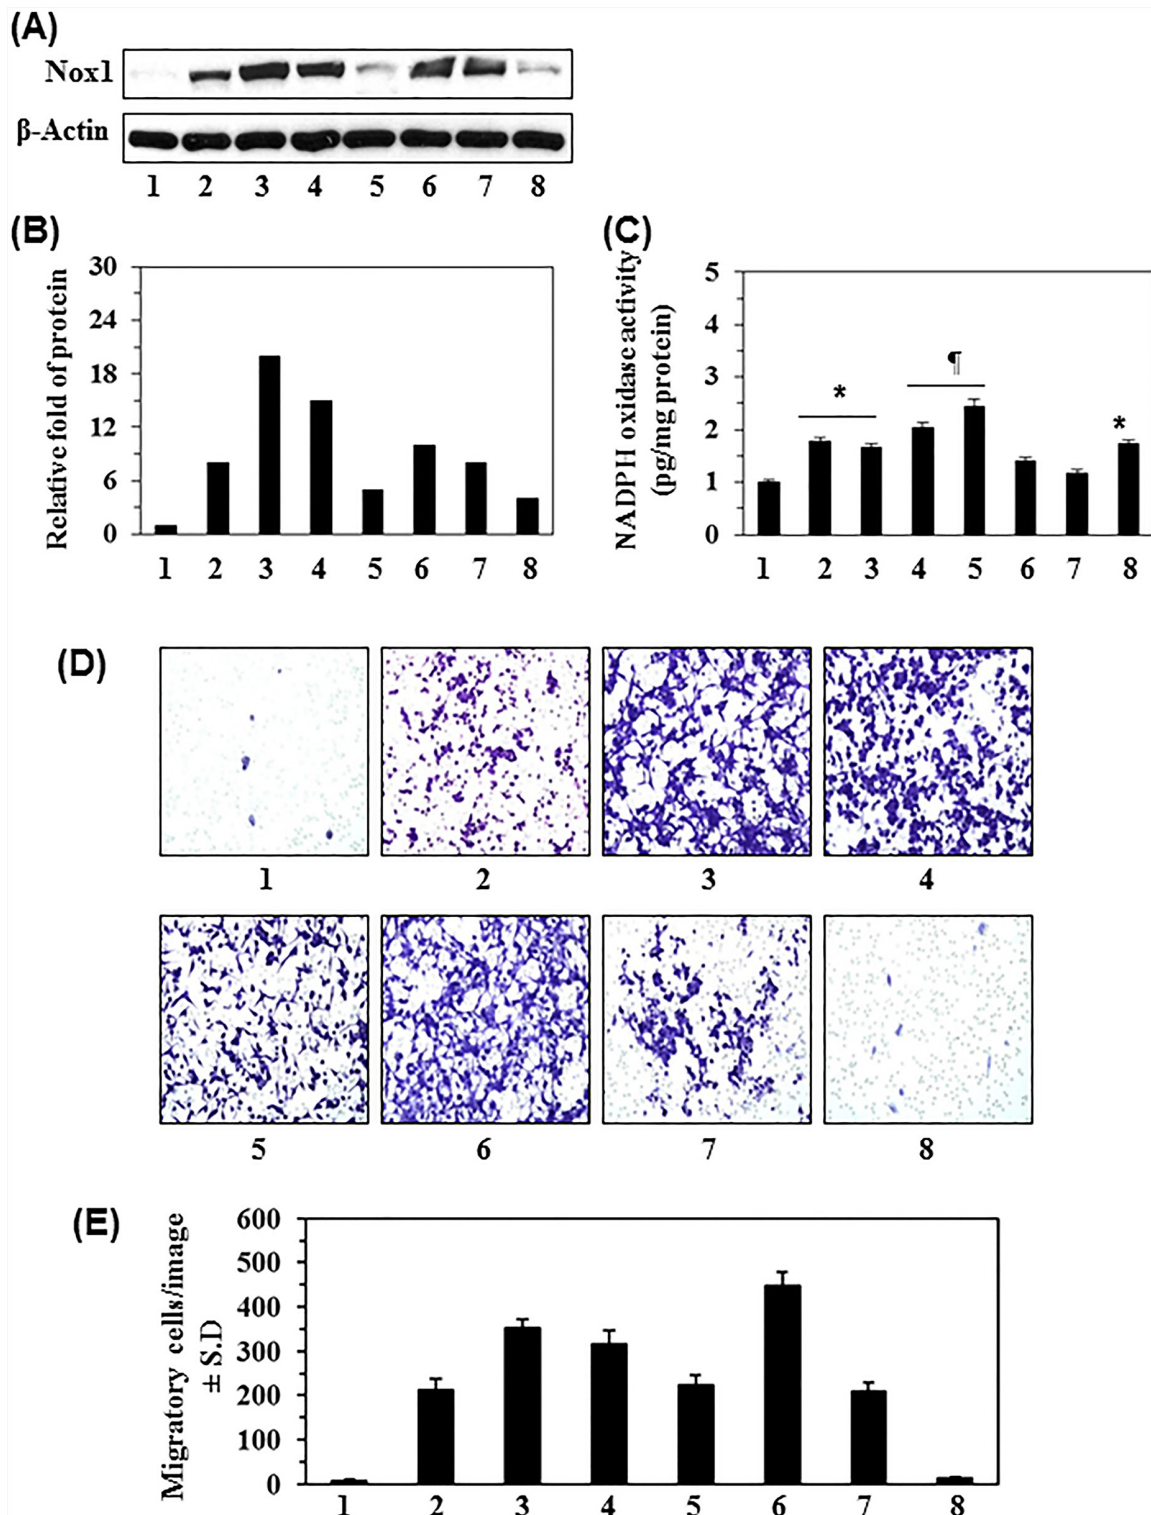 (A)
Nox1
β-Actin
1 2 3 4 5 6 7 8
(B)
Relative fold of protein
30
24
18
12
6
0
1 2 3 4 5 6 7 8
(C)
NADPH oxidase activity
(pg/mg protein)
5
4
3
2
1
0
*
¶
*
1 2 3 4 5 6 7 8
(D)
1 2 3 4
5 6 7 8
(E)
Migratory cells/image
± S.D
600
500
400
300
200
100
0
1 2 3 4 5 6 7 8